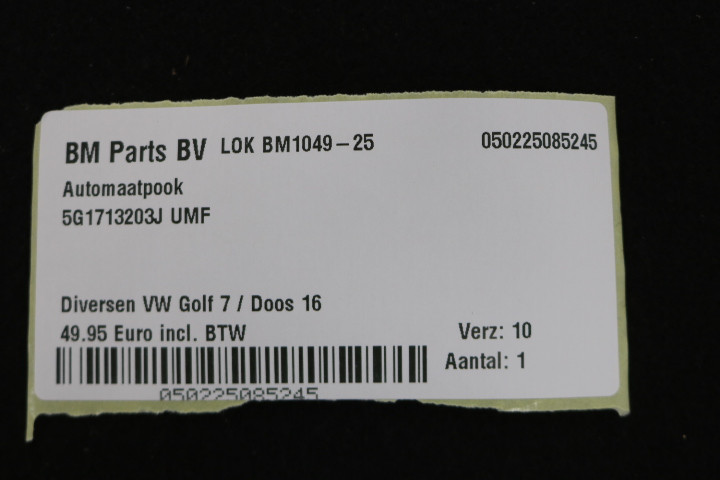 BM Parts BV LOK BM1049-25 050225085245
Automaatpook
5G1713203J UMF
Diversen VW Golf 7 / Doos 16
49.95 Euro incl. BTW Verz: 10
Aantal: 1
050225085245